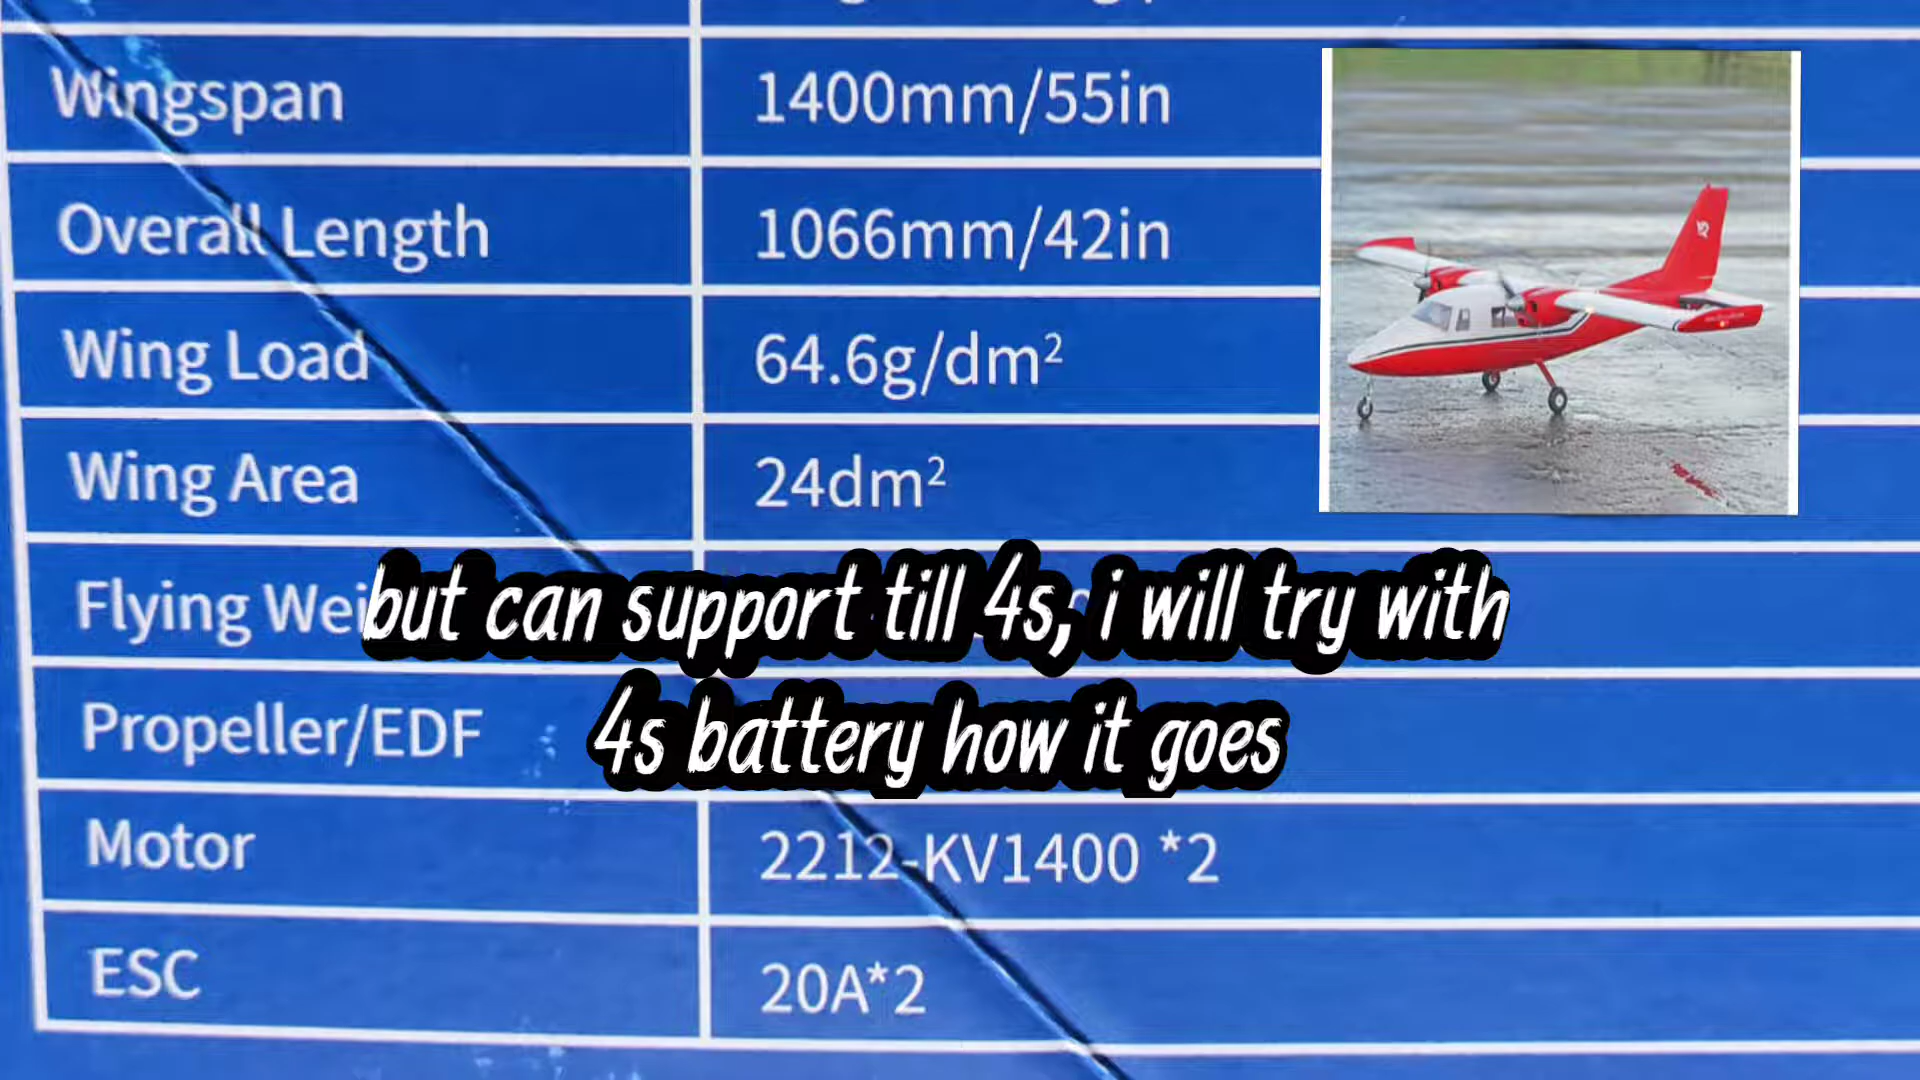 Wingspan 1400mm/55in
Overall Length 1066mm/42in
Wing Load 64.6g/dm²
Wing Area 24dm²
Flying
but can support till 4s, i will try with
4s battery how it goes
Propeller/EDF
Motor 2212-KV1400 *2
ESC 20A*2